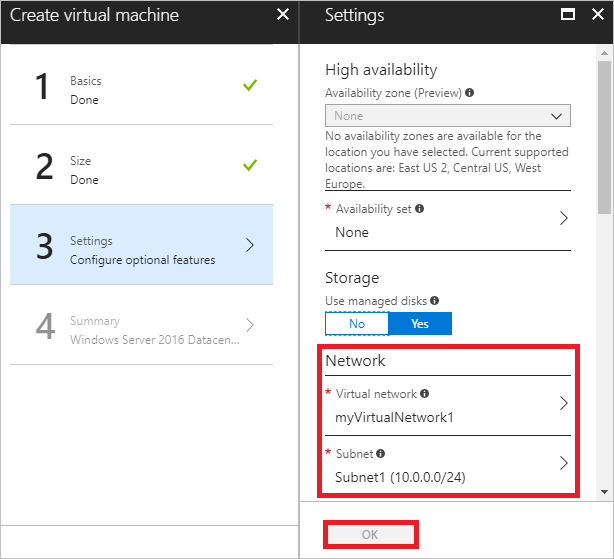 Create virtual machine
1
Basics
Done
2
Size
Done
3
Settings
Configure optional features
4
Summary
Windows Server 2016 Datacen...
Settings
High availability
Availability zone (Preview)
None
No availability zones are available for the
location you have selected. Current supported
locations are: East US 2, Central US, West
Europe.
* Availability set
None
Storage
Use managed disks
No Yes
Network
* Virtual network
myVirtualNetwork1
* Subnet
Subnet1 (10.0.0.0/24)
OK